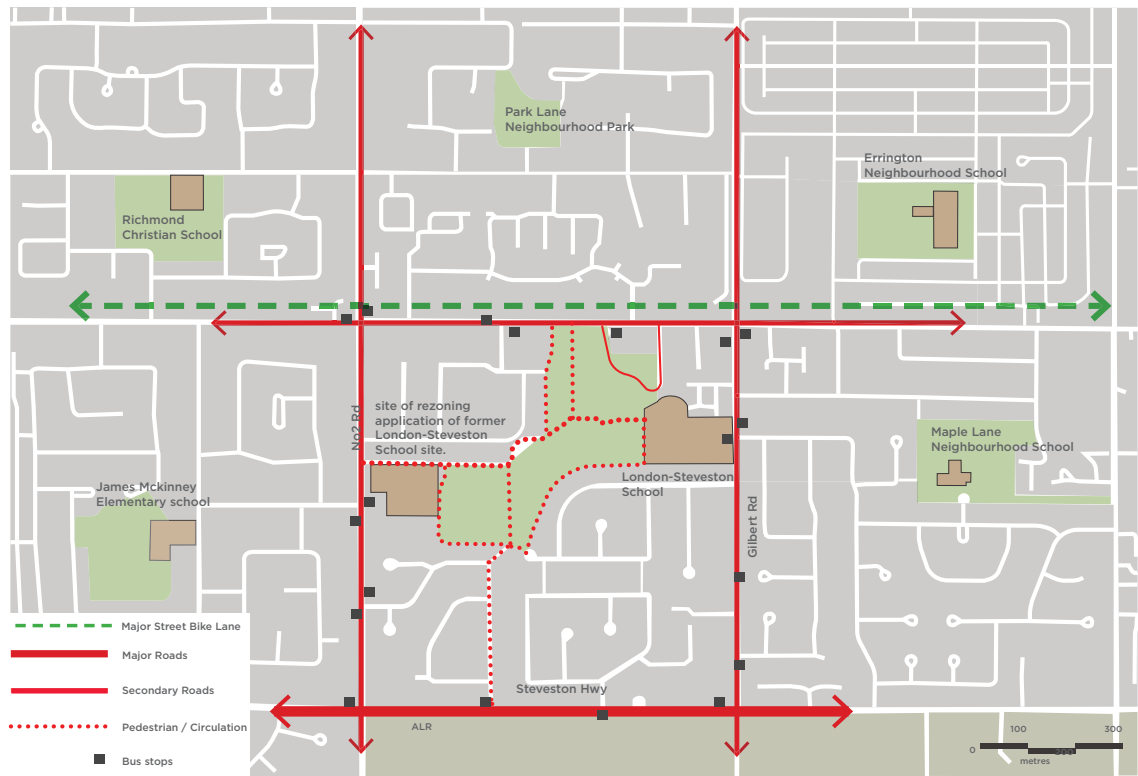 Park Lane
Neighbourhood Park
Errington
Neighbourhood School
Richmond
Christian School
No2 Rd
site of rezoning
application of former
London-Steveston
School site.
Maple Lane
Neighbourhood School
London-Steveston
School
James Mckinney
Elementary school
Gilbert Rd
Steveston Hwy
ALR
Major Street Bike Lane
Major Roads
Secondary Roads
Pedestrian / Circulation
Bus stops
100
300
0
200
metres